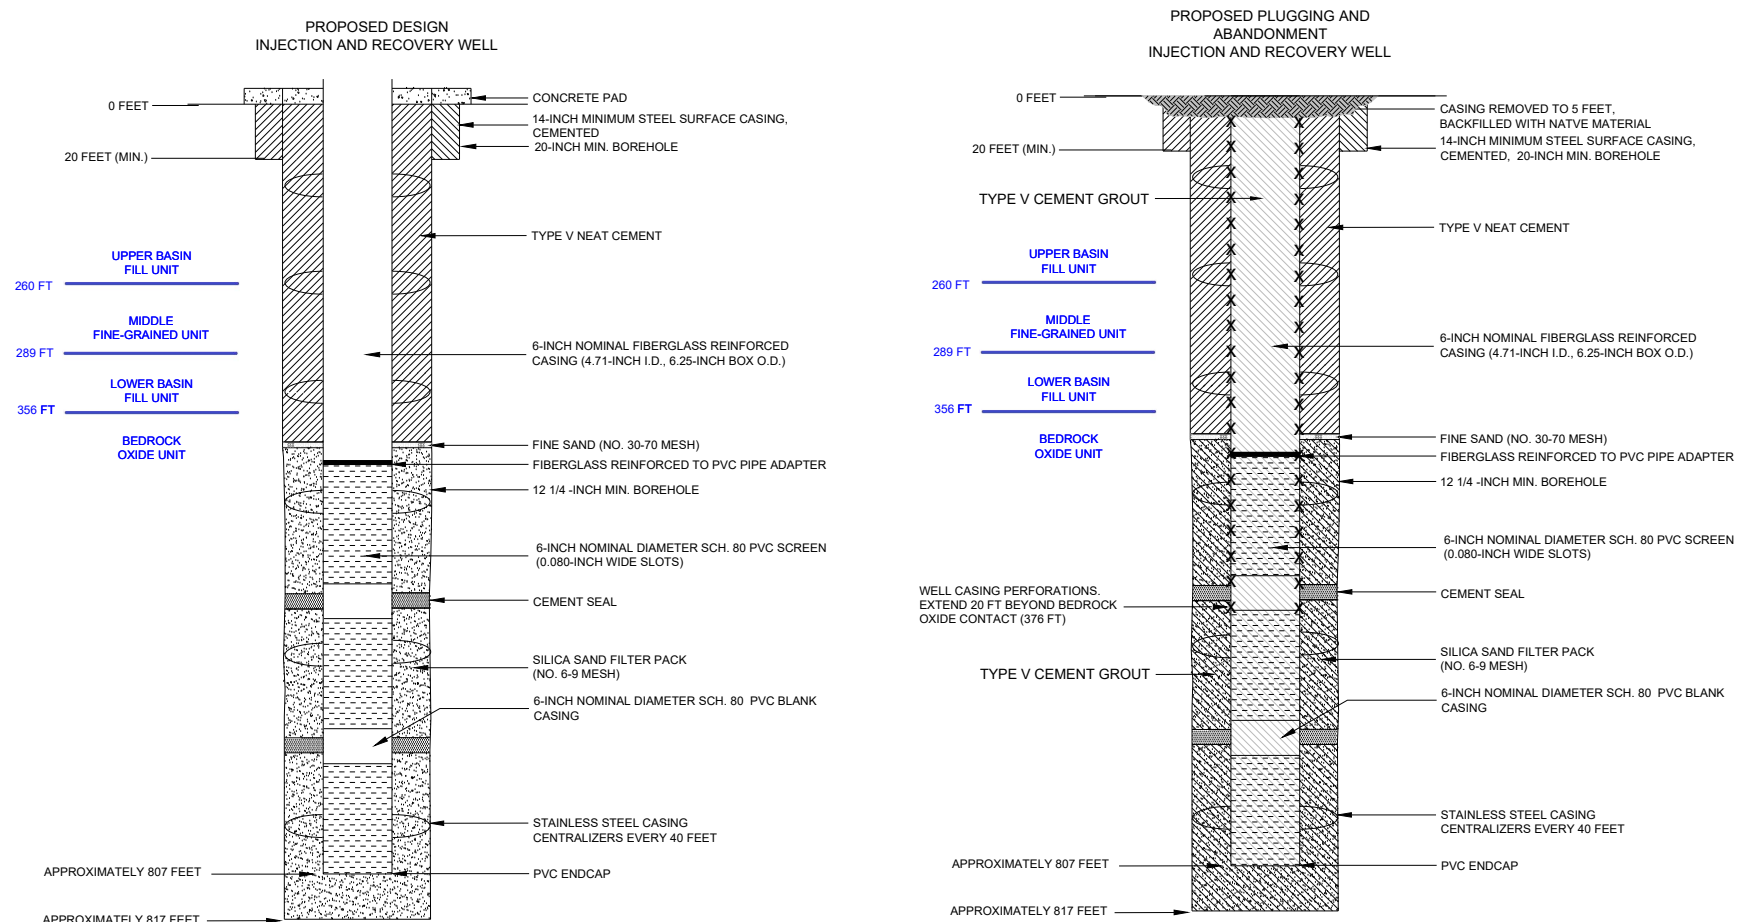 PROPOSED DESIGN
INJECTION AND RECOVERY WELL
0 FEET
CONCRETE PAD
14-INCH MINIMUM STEEL SURFACE CASING,
CEMENTED
20-INCH MIN. BOREHOLE
20 FEET (MIN.)
TYPE V NEAT CEMENT
UPPER BASIN
FILL UNIT
260 FT
MIDDLE
FINE-GRAINED UNIT
289 FT
6-INCH NOMINAL FIBERGLASS REINFORCED
CASING (4.71-INCH I.D., 6.25-INCH BOX O.D.)
LOWER BASIN
FILL UNIT
356 FT
BEDROCK
OXIDE UNIT
FINE SAND (NO. 30-70 MESH)
FIBERGLASS REINFORCED TO PVC PIPE ADAPTER
12 1/4 -INCH MIN. BOREHOLE
6-INCH NOMINAL DIAMETER SCH. 80 PVC SCREEN
(0.080-INCH WIDE SLOTS)
CEMENT SEAL
SILICA SAND FILTER PACK
(NO. 6-9 MESH)
6-INCH NOMINAL DIAMETER SCH. 80 PVC BLANK
CASING
STAINLESS STEEL CASING
CENTRALIZERS EVERY 40 FEET
APPROXIMATELY 807 FEET
PVC ENDCAP
APPROXIMATELY 817 FEET
PROPOSED PLUGGING AND
ABANDONMENT
INJECTION AND RECOVERY WELL
0 FEET
CASING REMOVED TO 5 FEET,
BACKFILLED WITH NATVE MATERIAL
14-INCH MINIMUM STEEL SURFACE CASING,
CEMENTED, 20-INCH MIN. BOREHOLE
20 FEET (MIN.)
TYPE V CEMENT GROUT
TYPE V NEAT CEMENT
UPPER BASIN
FILL UNIT
260 FT
MIDDLE
FINE-GRAINED UNIT
289 FT
6-INCH NOMINAL FIBERGLASS REINFORCED
CASING (4.71-INCH I.D., 6.25-INCH BOX O.D.)
LOWER BASIN
FILL UNIT
356 FT
BEDROCK
OXIDE UNIT
FINE SAND (NO. 30-70 MESH)
FIBERGLASS REINFORCED TO PVC PIPE ADAPTER
12 1/4 -INCH MIN. BOREHOLE
6-INCH NOMINAL DIAMETER SCH. 80 PVC SCREEN
(0.080-INCH WIDE SLOTS)
WELL CASING PERFORATIONS.
EXTEND 20 FT BEYOND BEDROCK
OXIDE CONTACT (376 FT)
CEMENT SEAL
TYPE V CEMENT GROUT
SILICA SAND FILTER PACK
(NO. 6-9 MESH)
6-INCH NOMINAL DIAMETER SCH. 80 PVC BLANK
CASING
STAINLESS STEEL CASING
CENTRALIZERS EVERY 40 FEET
APPROXIMATELY 807 FEET
PVC ENDCAP
APPROXIMATELY 817 FEET